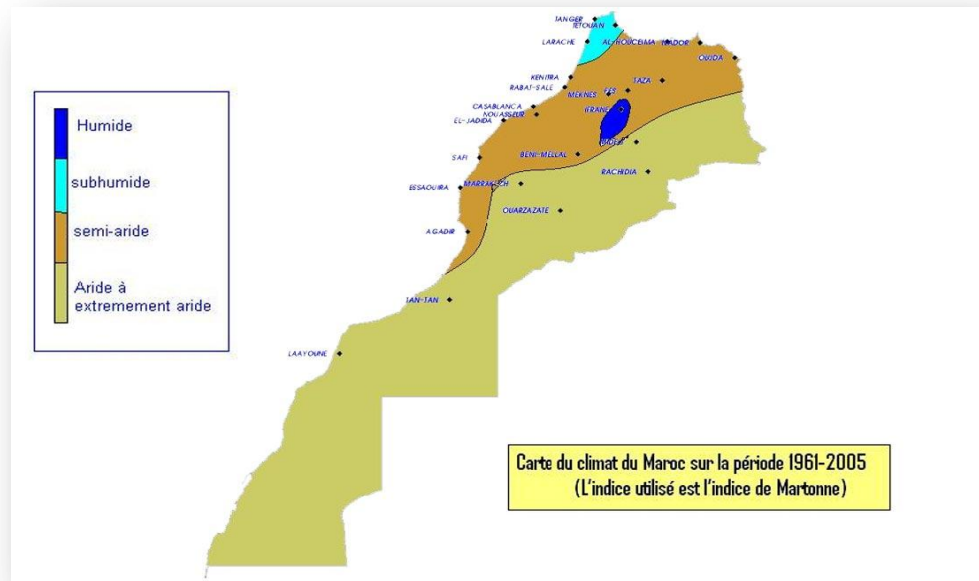 TANGER
TETOUAN
LARACHE
AL-HOUCEIMA
NADOR
OUJDA
KENITRA
TAZA
RABAT-SALE
FES
MEKNES
IFRANE
CASABLANCA
NOUASSEUR
EL-JADIDA
SAFI
BENI-MELLAL
RACHIDIA
ESSAOUIRA
MARRAKECH
OUARZAZATE
AGADIR
TAN-TAN
LAAYOUNE
Humide
subhumide
semi-aride
Aride à
extremement aride
Carte du climat du Maroc sur la période 1961-2005
(L'indice utilisé est l'indice de Martonne)